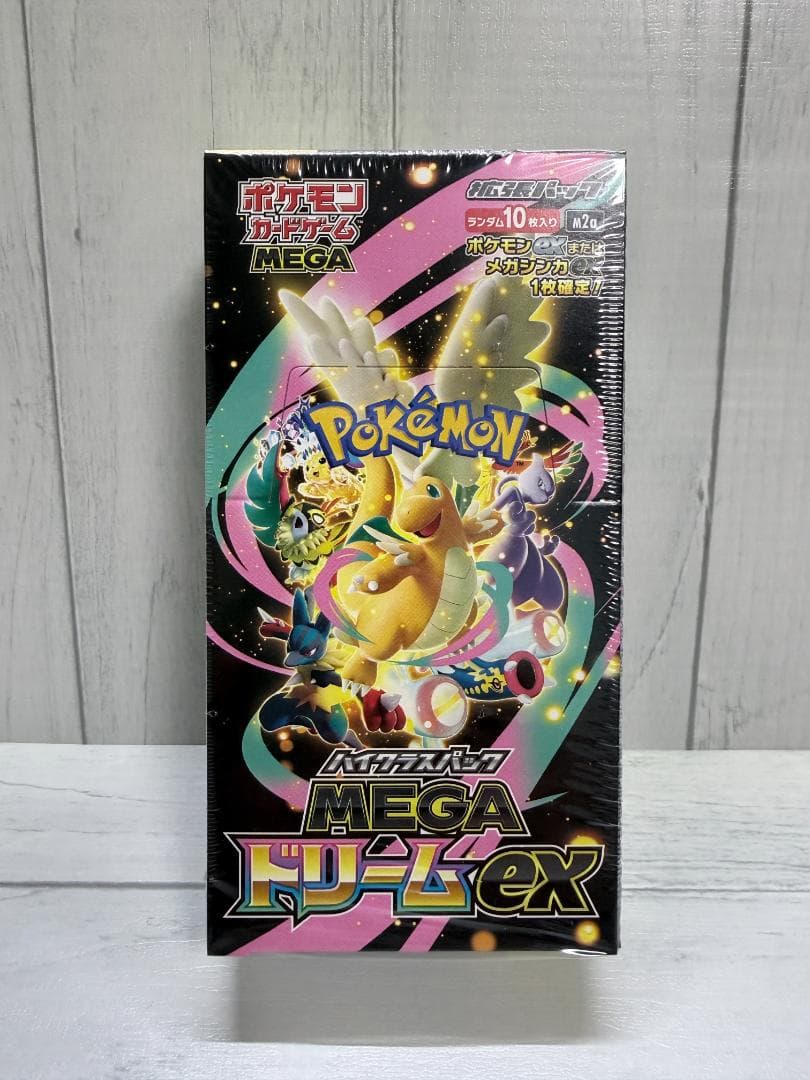 ポケモン
カードゲーム
MEGA
拡張パック
ランダム10枚入り
M2a
ポケモンexまたは
メガシンカex
1枚確定!
POKÉMON
TM
ハイクラスパック
MEGA
ドリームex